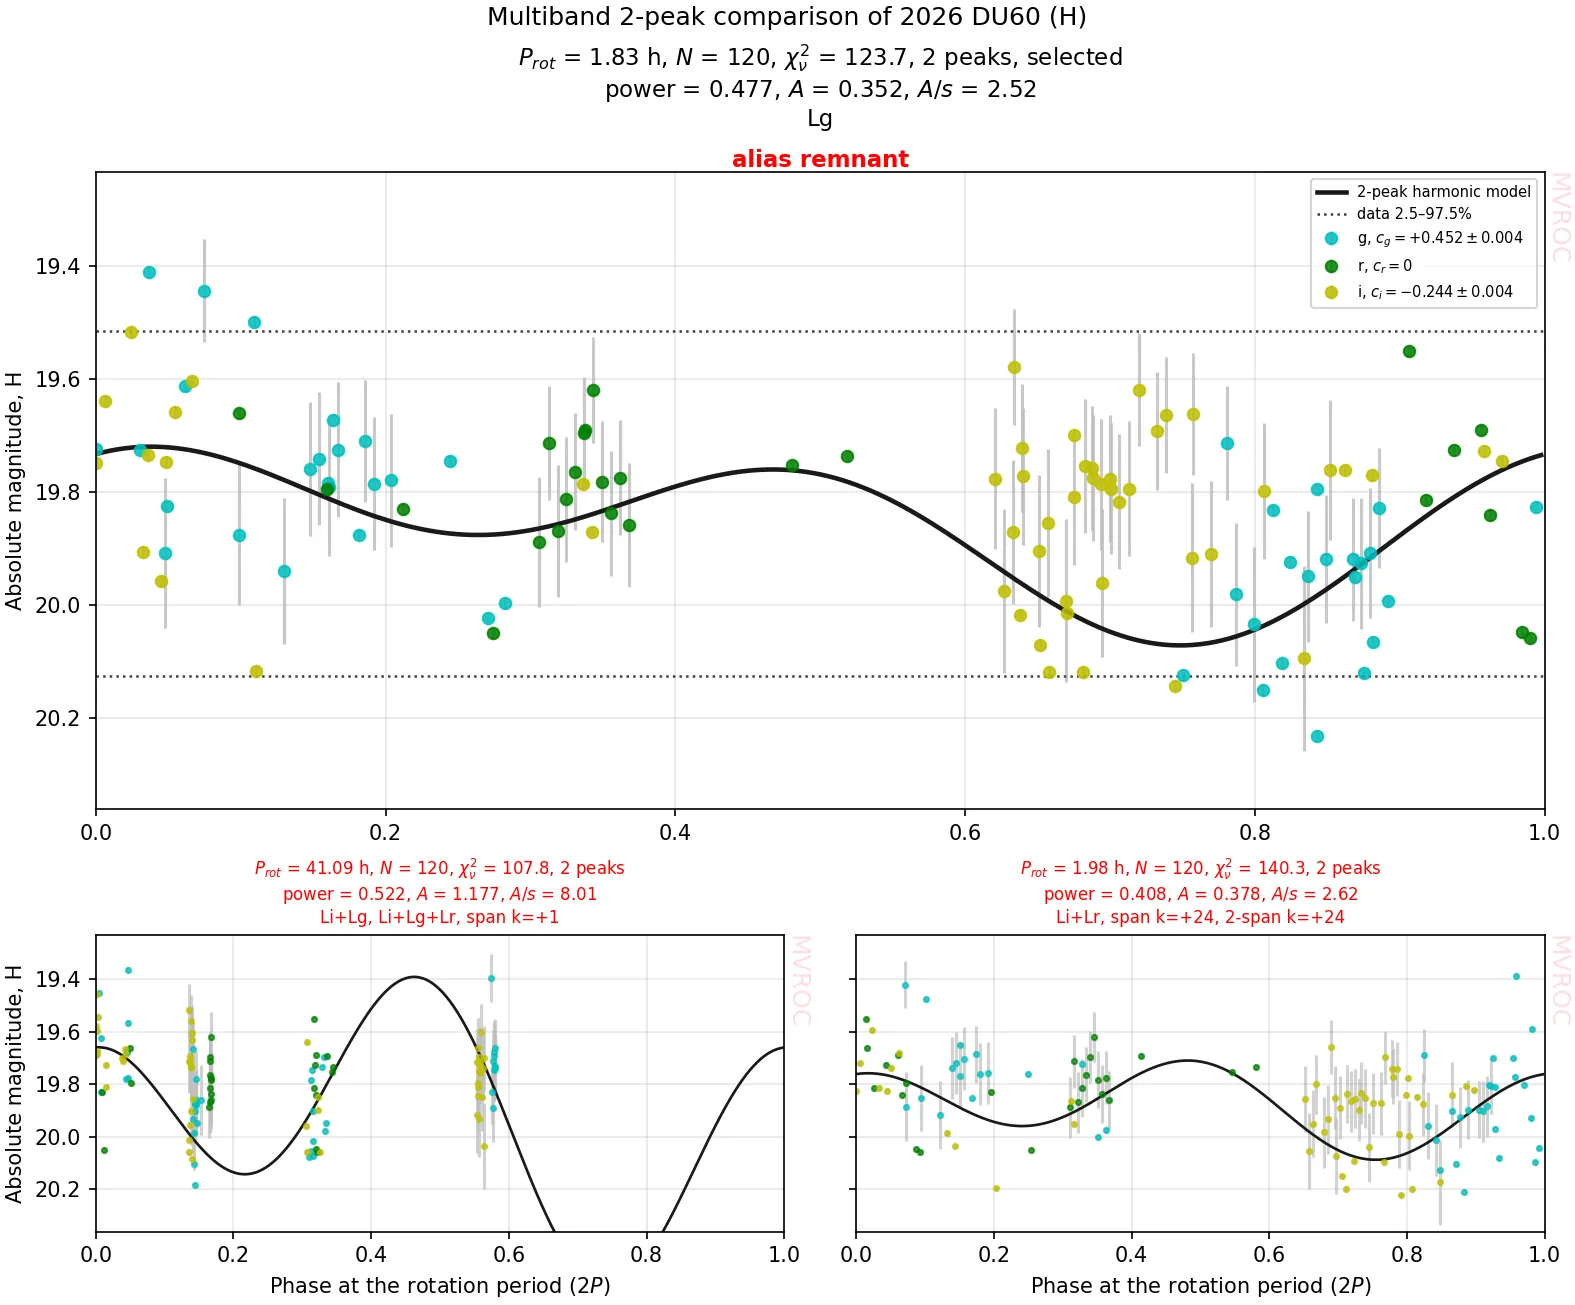 Multiband 2-peak comparison of 2026 DU60 (H)
P_rot = 1.83 h, N = 120, χ²_ν = 123.7, 2 peaks, selected
power = 0.477, A = 0.352, A/s = 2.52
Lg
alias remnant
2-peak harmonic model
data 2.5–97.5%
g, c_g = +0.452 ± 0.004
r, c_r = 0
i, c_i = −0.244 ± 0.004
MVROC
Absolute magnitude, H
19.4
19.6
19.8
20.0
20.2
0.0 0.2 0.4 0.6 0.8 1.0
P_rot = 41.09 h, N = 120, χ²_ν = 107.8, 2 peaks
power = 0.522, A = 1.177, A/s = 8.01
Li+Lg, Li+Lg+Lr, span k=+1
MVROC
Absolute magnitude, H
19.4
19.6
19.8
20.0
20.2
0.0 0.2 0.4 0.6 0.8 1.0
Phase at the rotation period (2P)
P_rot = 1.98 h, N = 120, χ²_ν = 140.3, 2 peaks
power = 0.408, A = 0.378, A/s = 2.62
Li+Lr, span k=+24, 2-span k=+24
MVROC
0.0 0.2 0.4 0.6 0.8 1.0
Phase at the rotation period (2P)